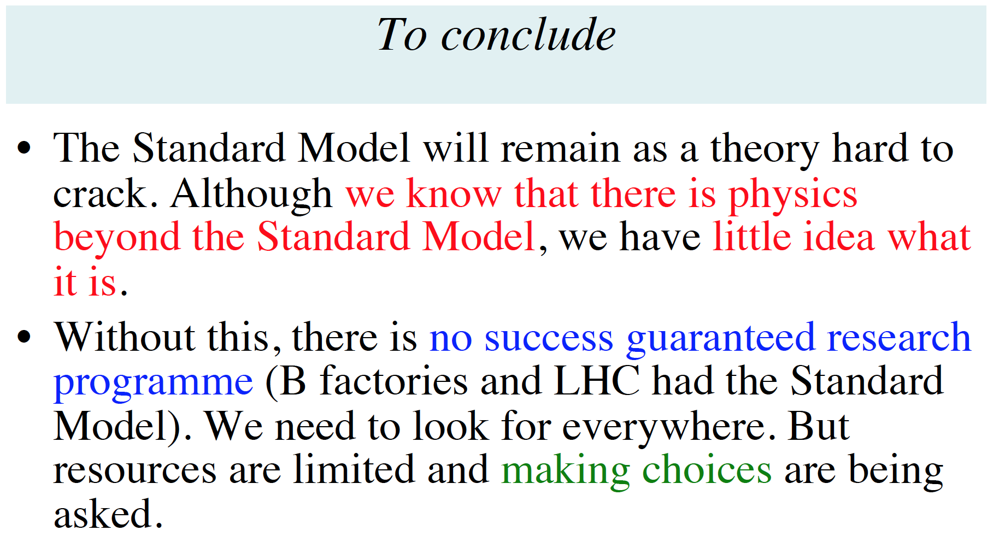 To conclude
• The Standard Model will remain as a theory hard to
crack. Although we know that there is physics
beyond the Standard Model, we have little idea what
it is.
• Without this, there is no success guaranteed research
programme (B factories and LHC had the Standard
Model). We need to look for everywhere. But
resources are limited and making choices are being
asked.